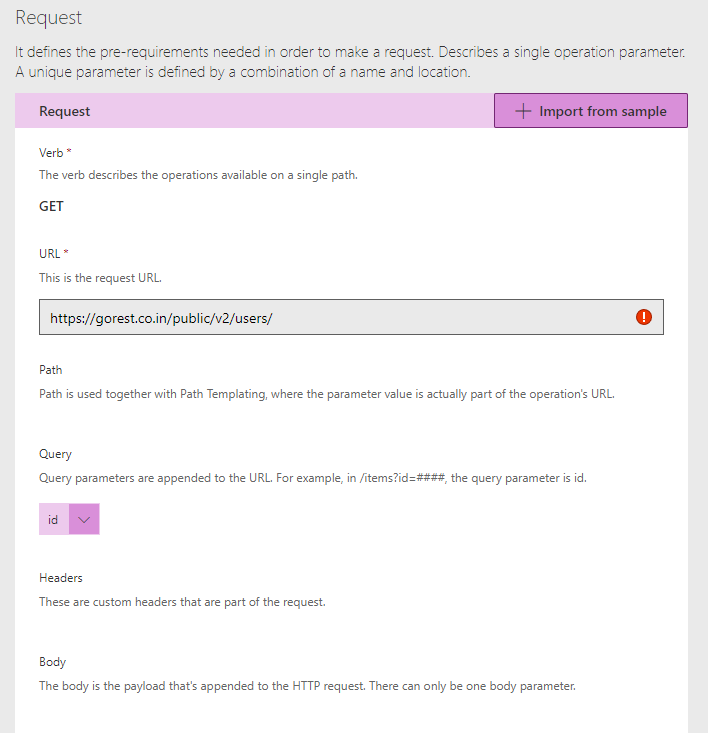 Request
It defines the pre-requirements needed in order to make a request. Describes a single operation parameter.
A unique parameter is defined by a combination of a name and location.
Request
+ Import from sample
Verb *
The verb describes the operations available on a single path.
GET
URL *
This is the request URL.
https://gorest.co.in/public/v2/users/
Path
Path is used together with Path Templating, where the parameter value is actually part of the operation's URL.
Query
Query parameters are appended to the URL. For example, in /items?id=####, the query parameter is id.
id
Headers
These are custom headers that are part of the request.
Body
The body is the payload that's appended to the HTTP request. There can only be one body parameter.